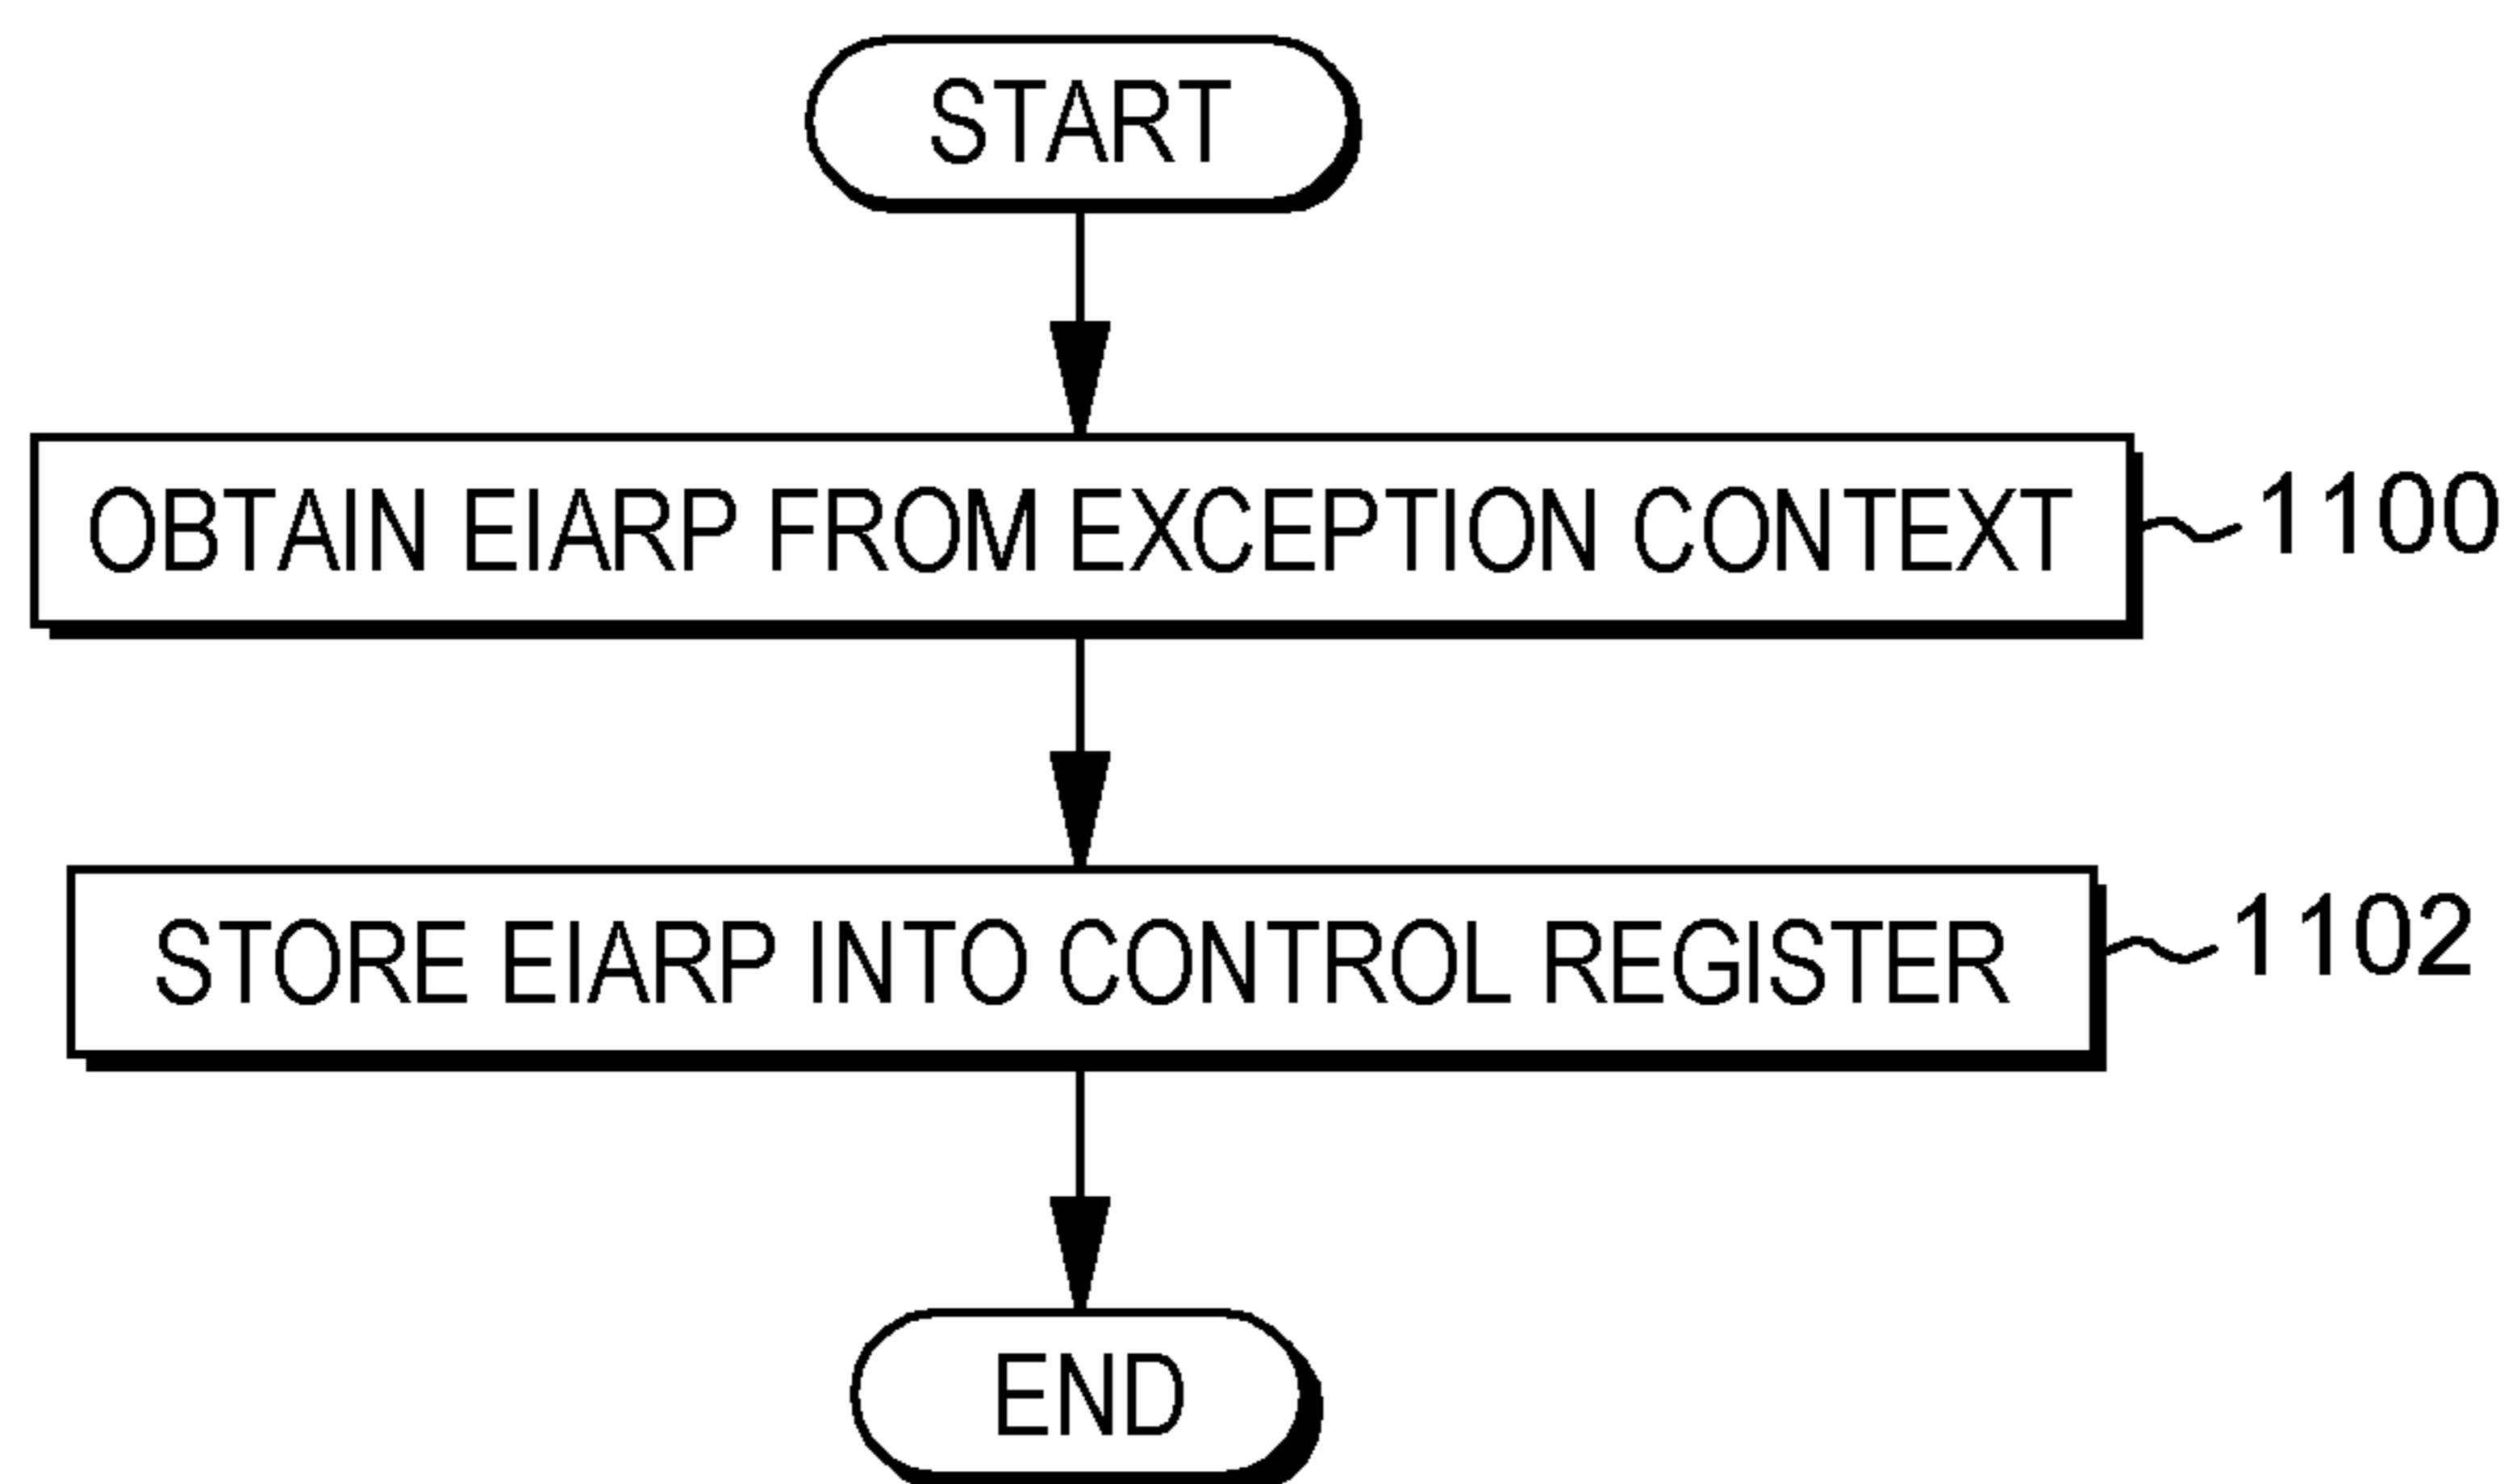 START
OBTAIN EIARP FROM EXCEPTION CONTEXT
1100
STORE EIARP INTO CONTROL REGISTER
1102
END